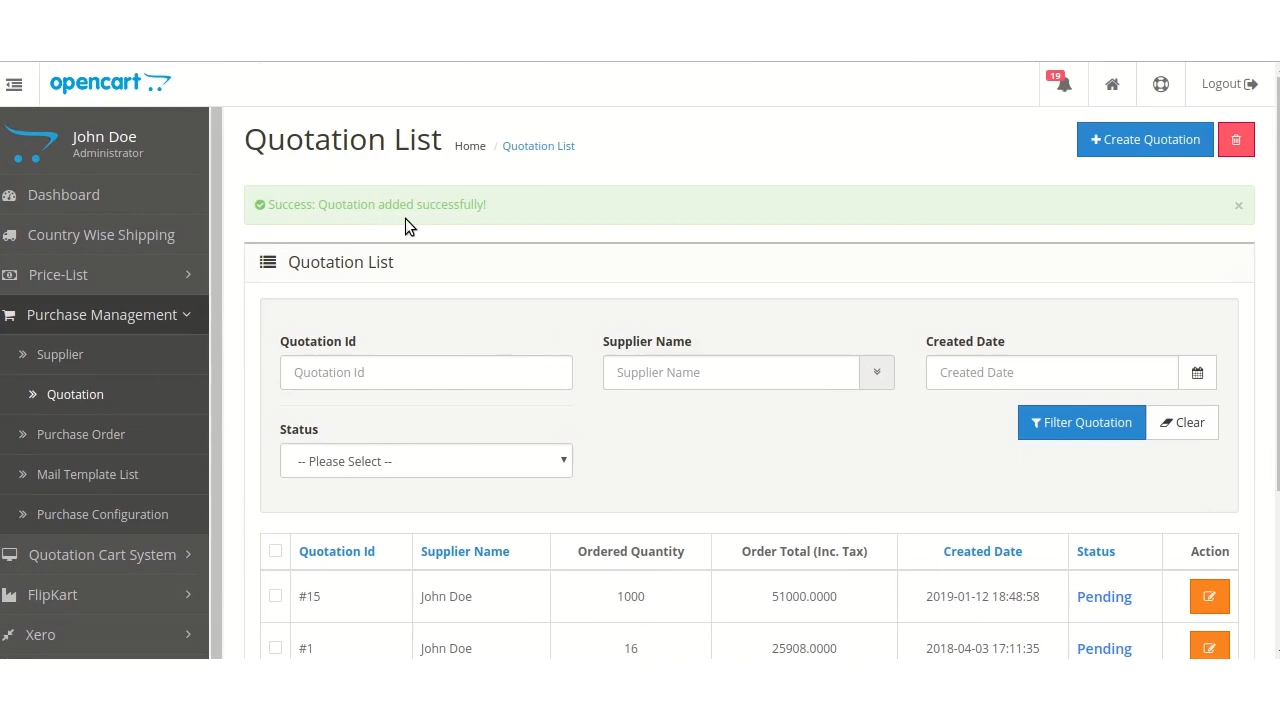 opencart
19
Logout
John Doe
Administrator
Dashboard
Country Wise Shipping
Price-List
Purchase Management
Supplier
Quotation
Purchase Order
Mail Template List
Purchase Configuration
Quotation Cart System
FlipKart
Xero
Quotation List
Home / Quotation List
+ Create Quotation
Success: Quotation added successfully! ×
Quotation List
Quotation Id Supplier Name Created Date
Quotation Id Supplier Name Created Date
Status
-- Please Select --
Filter Quotation Clear
Quotation Id Supplier Name Ordered Quantity Order Total (Inc. Tax) Created Date Status Action
#15 John Doe 1000 51000.0000 2019-01-12 18:48:58 Pending
#1 John Doe 16 25908.0000 2018-04-03 17:11:35 Pending